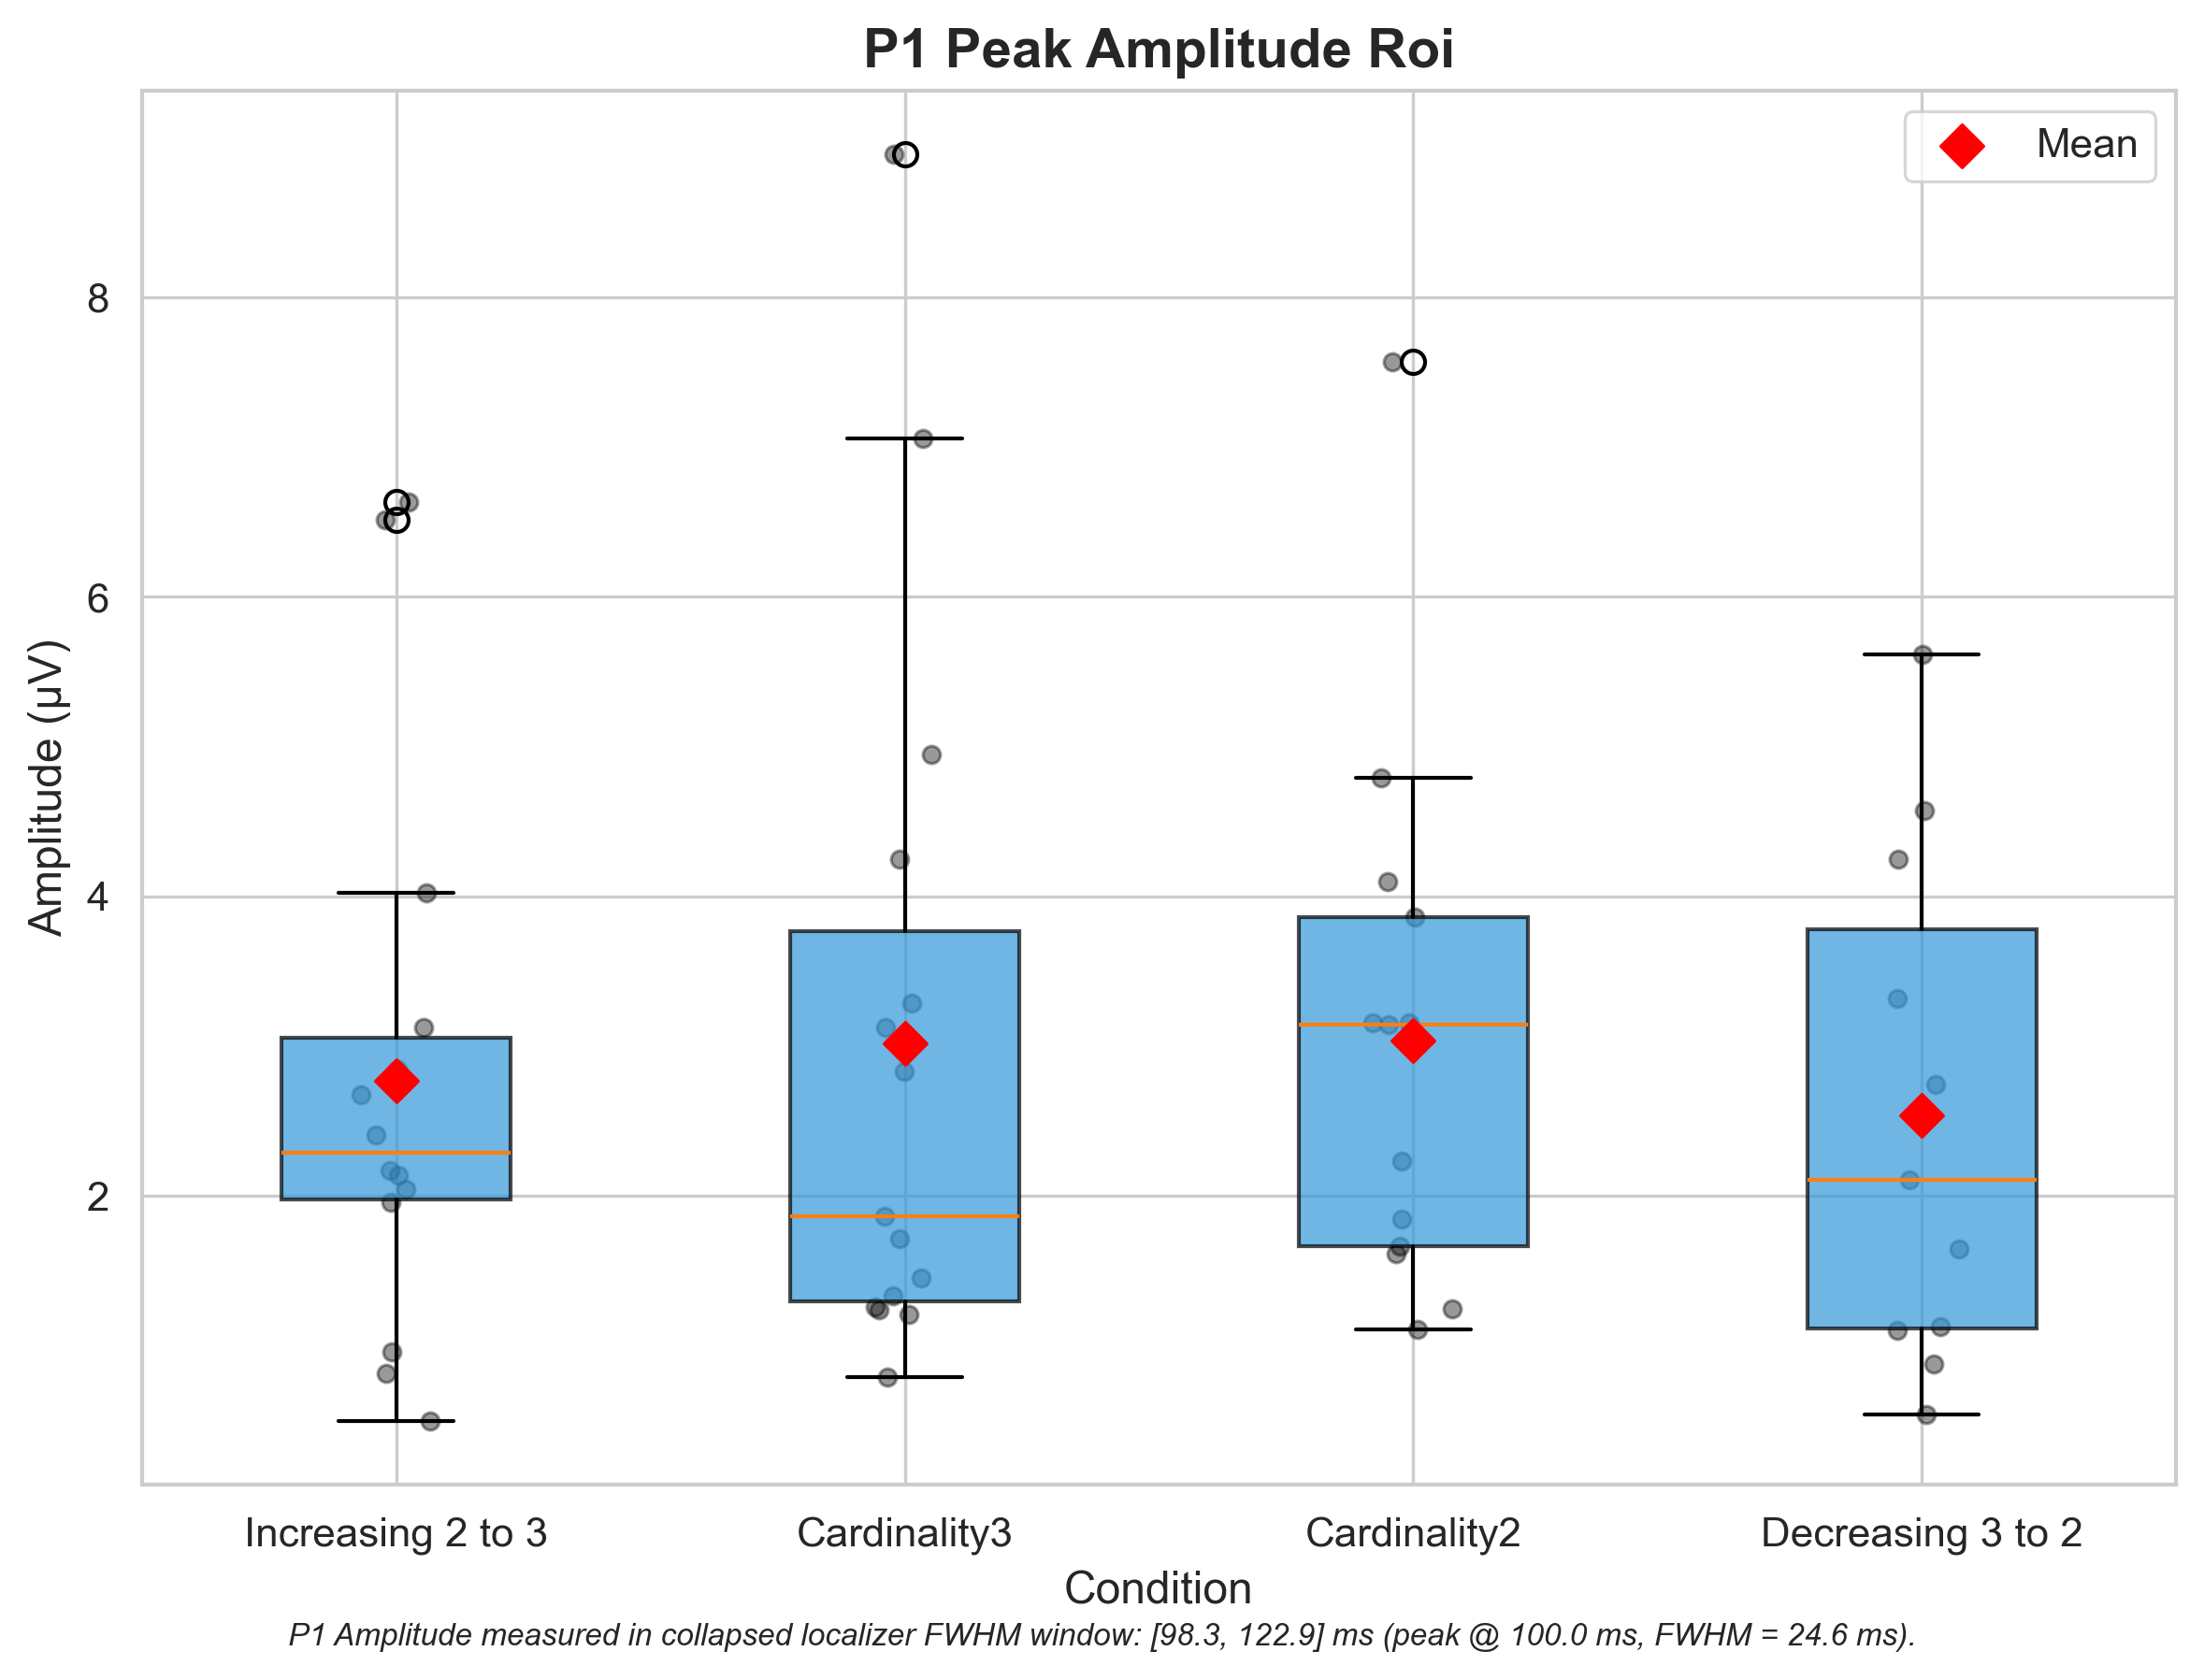 P1 Peak Amplitude Roi
Mean
Amplitude (µV)
8
6
4
2
Increasing 2 to 3
Cardinality3
Cardinality2
Decreasing 3 to 2
Condition
P1 Amplitude measured in collapsed localizer FWHM window: [98.3, 122.9] ms (peak @ 100.0 ms, FWHM = 24.6 ms).